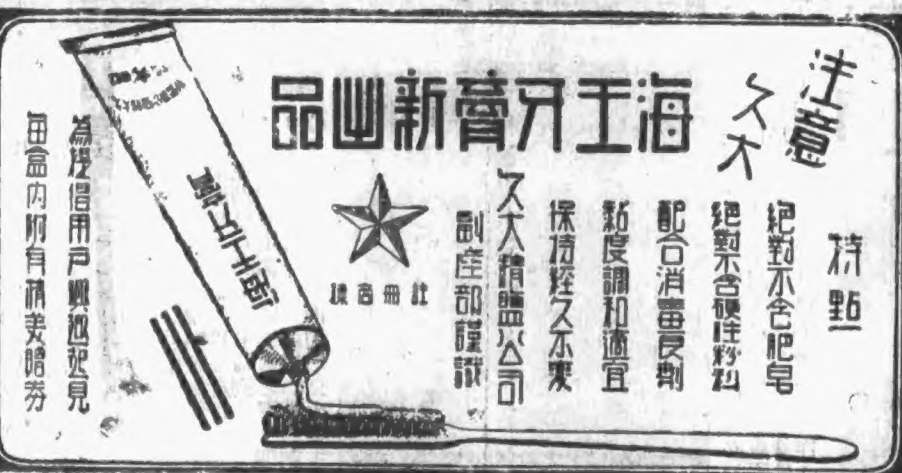 注意
久大
海王牙膏新出品
特點
絕對不含肥皂
絕對不含硬性粉粒
配合消毒良劑
黏度調和適宜
保持經久不變
久大精鹽公司
副產部謹識
註冊商標
海王牙膏
為提倡用戶興趣起見
每盒內附有精美贈券